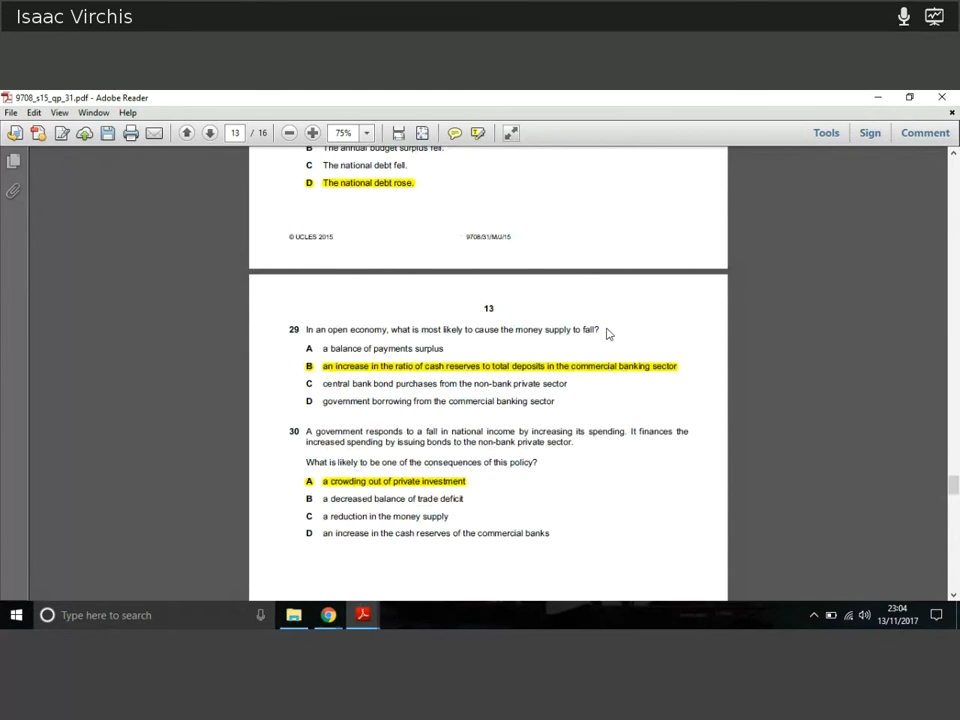 Isaac Virchis
9708_s15_qp_31.pdf - Adobe Reader
File Edit View Window Help
13 / 16 75% Tools Sign Comment
B The annual budget surplus fell.
C The national debt fell.
D The national debt rose.
© UCLES 2015 9708/31/M/J/15
13
29 In an open economy, what is most likely to cause the money supply to fall?
A a balance of payments surplus
B an increase in the ratio of cash reserves to total deposits in the commercial banking sector
C central bank bond purchases from the non-bank private sector
D government borrowing from the commercial banking sector
30 A government responds to a fall in national income by increasing its spending. It finances the
increased spending by issuing bonds to the non-bank private sector.
What is likely to be one of the consequences of this policy?
A a crowding out of private investment
B a decreased balance of trade deficit
C a reduction in the money supply
D an increase in the cash reserves of the commercial banks
Type here to search
23:04
13/11/2017